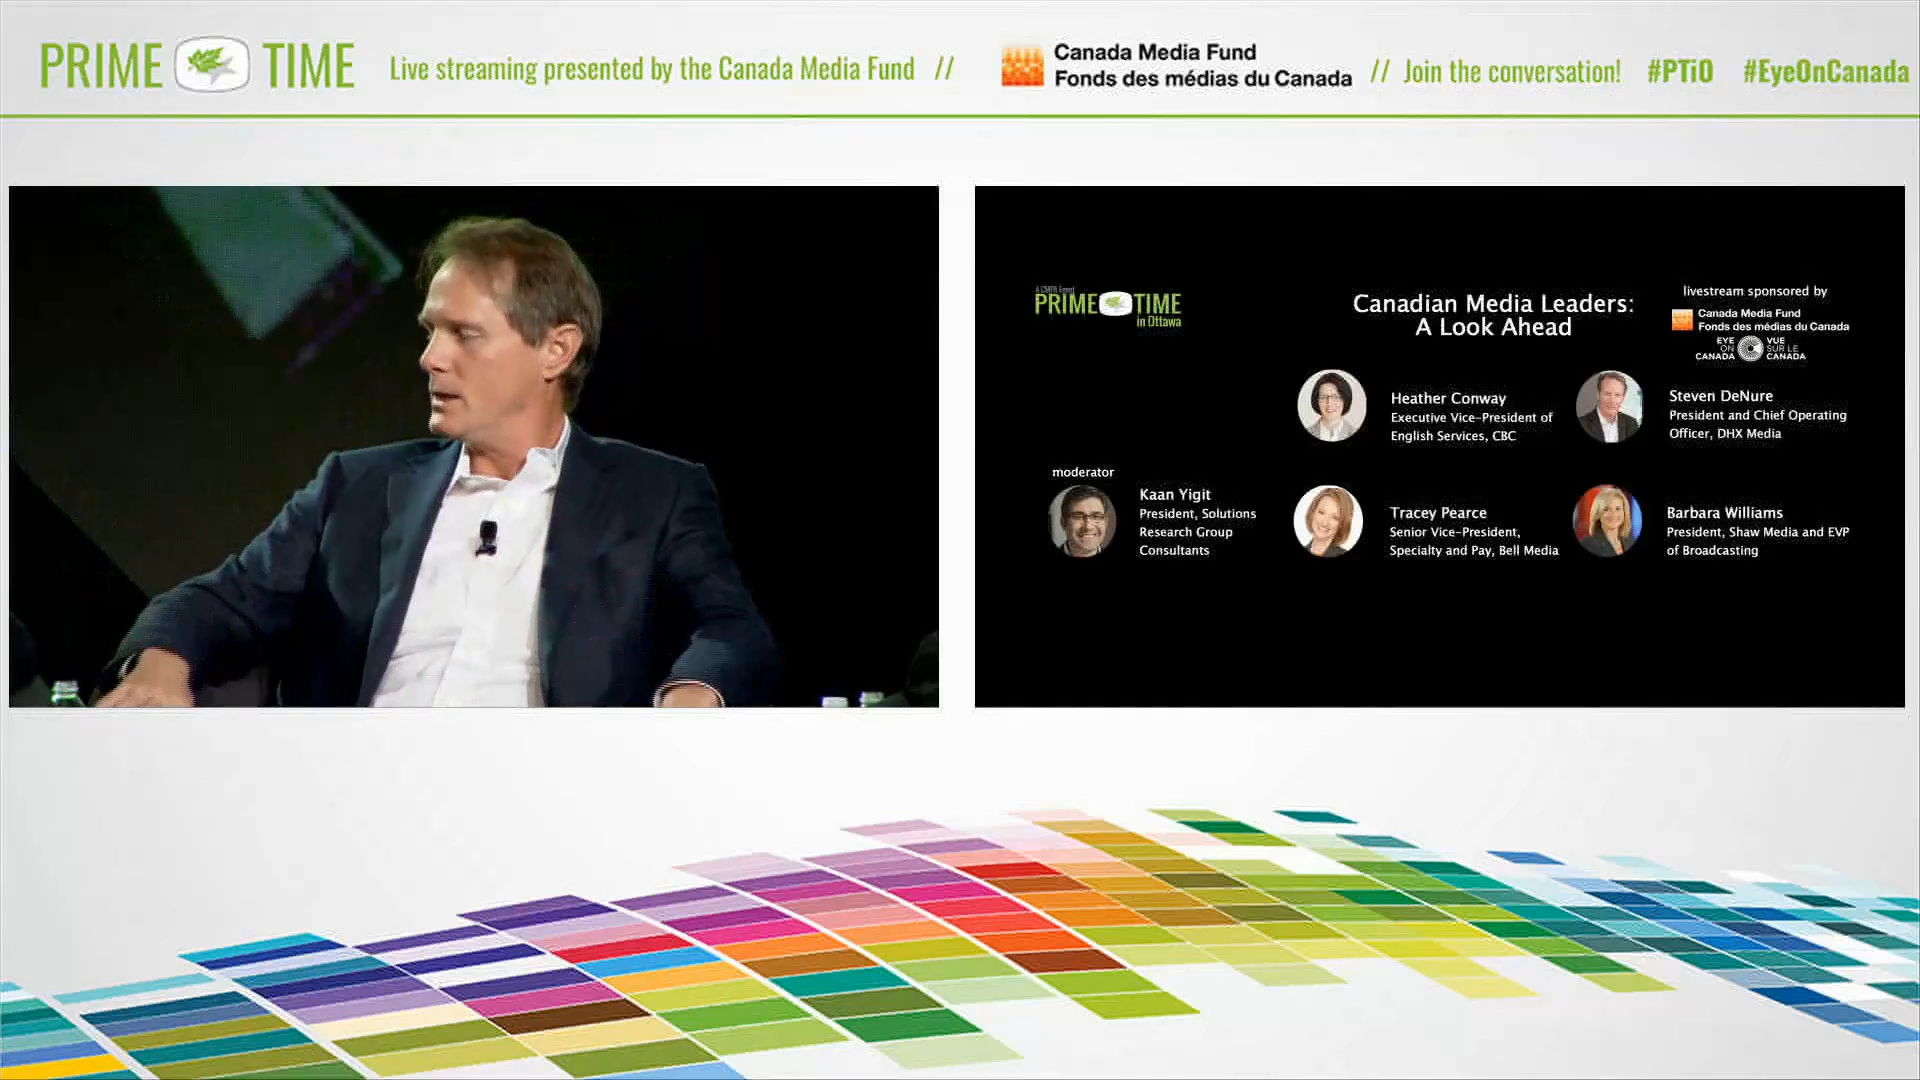 PRIME TIME
Live streaming presented by the Canada Media Fund //
Canada Media Fund
Fonds des médias du Canada
// Join the conversation! #PTiO #EyeOnCanada
A CMPA Event
PRIME TIME
in Ottawa
Canadian Media Leaders:
A Look Ahead
livestream sponsored by
Canada Media Fund
Fonds des médias du Canada
EYE
ON
CANADA
VUE
SUR LE
CANADA
Heather Conway
Executive Vice-President of
English Services, CBC
Steven DeNure
President and Chief Operating
Officer, DHX Media
moderator
Kaan Yigit
President, Solutions
Research Group
Consultants
Tracey Pearce
Senior Vice-President,
Specialty and Pay, Bell Media
Barbara Williams
President, Shaw Media and EVP
of Broadcasting